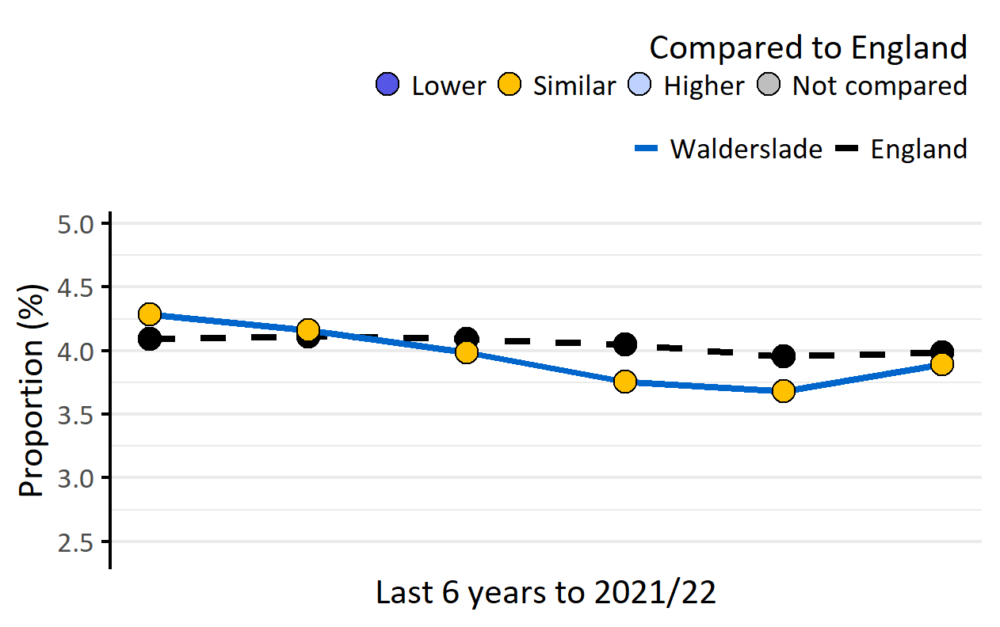 Compared to England
Lower Similar Higher Not compared
Walderslade England
5.0
4.5
4.0
3.5
3.0
2.5
Proportion (%)
Last 6 years to 2021/22